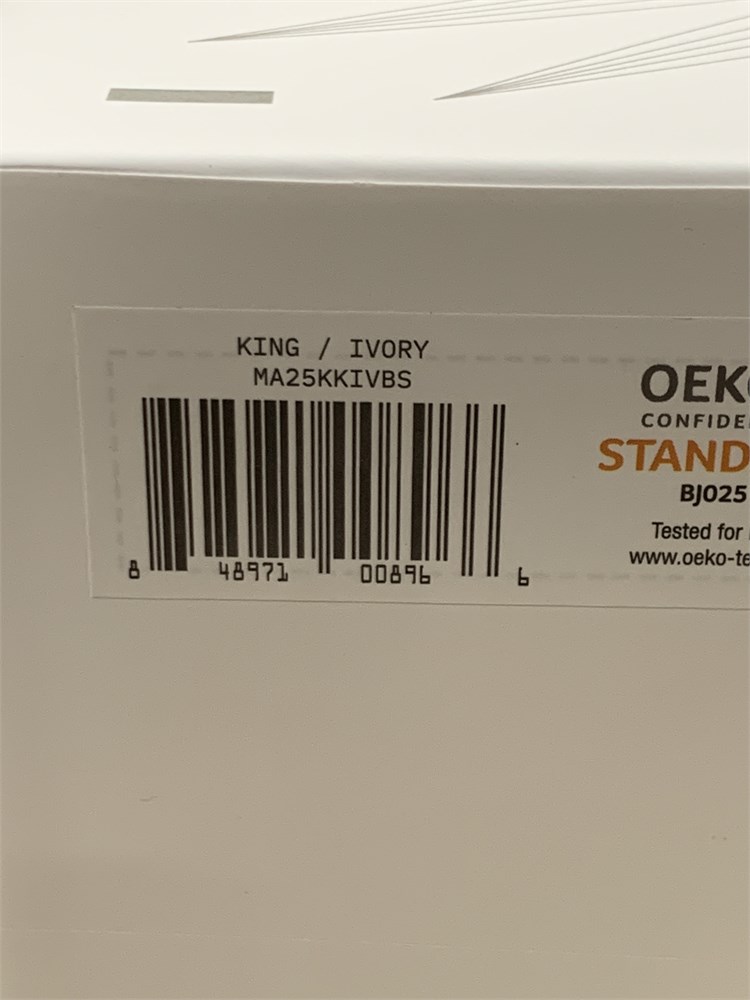 KING / IVORY
MA25KKIVBS
8 48971 00896 6
OEK
CONFIDE
STAND
BJ025
Tested for
www.oeko-te